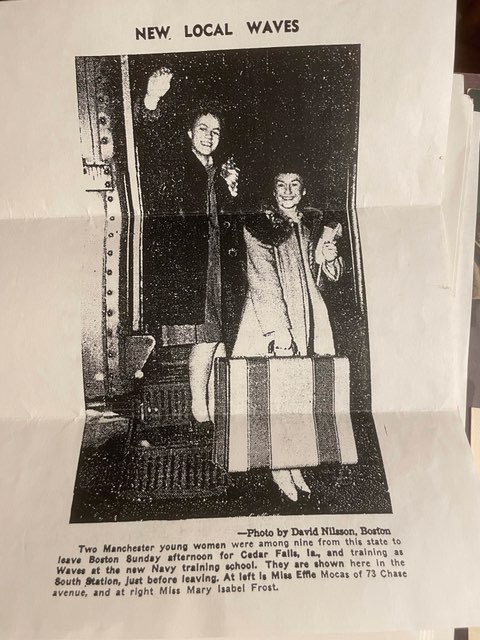 NEW LOCAL WAVES
—Photo by David Nilsson, Boston
Two Manchester young women were among nine from this state to
leave Boston Sunday afternoon for Cedar Falls, Ia., and training as
Waves at the new Navy training school. They are shown here in the
South Station, just before leaving. At left is Miss Effie Mocas of 73 Chase
avenue, and at right Miss Mary Isabel Frost.